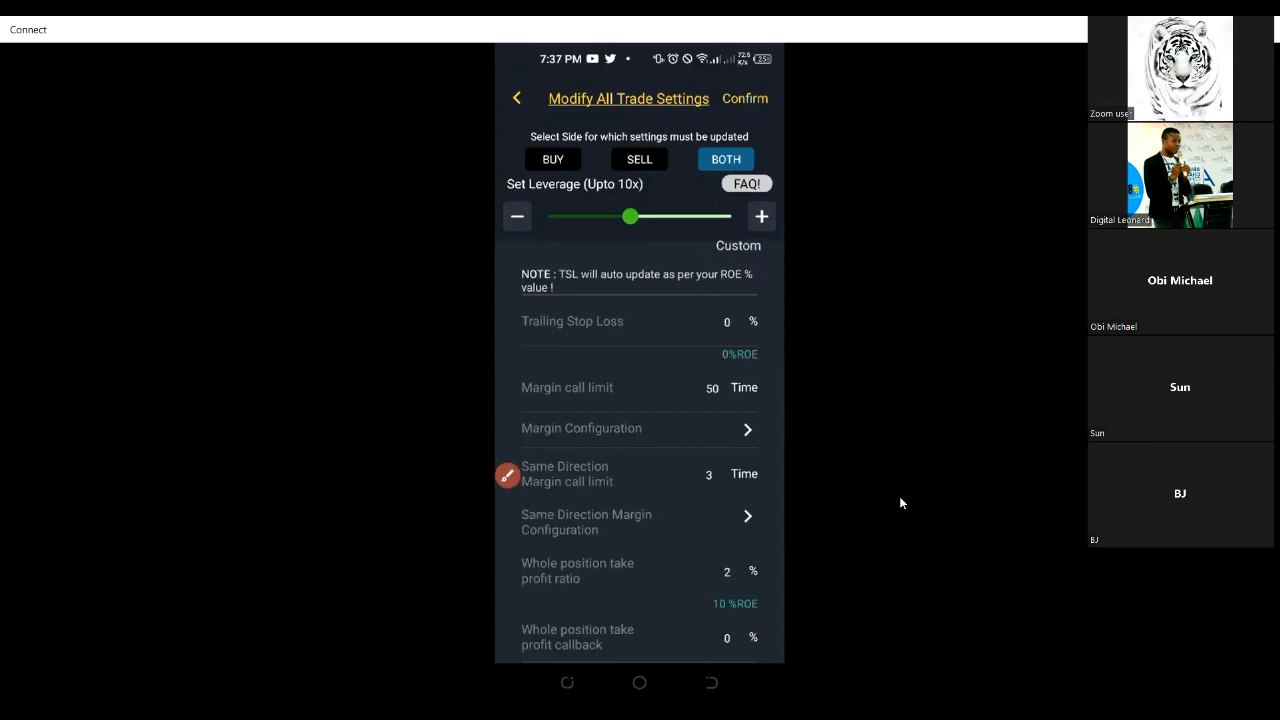 Connect
7:37 PM
72.5
K/s
25
Modify All Trade Settings
Confirm
Select Side for which settings must be updated
BUY
SELL
BOTH
Set Leverage (Upto 10x)
FAQ!
Custom
NOTE : TSL will auto update as per your ROE %
value !
Trailing Stop Loss
0 %
0%ROE
Margin call limit
50 Time
Margin Configuration
Same Direction
Margin call limit
3 Time
Same Direction Margin
Configuration
Whole position take
profit ratio
2 %
10 %ROE
Whole position take
profit callback
0 %
Zoom user
Digital Leonard
Obi Michael
Obi Michael
Sun
Sun
BJ
BJ